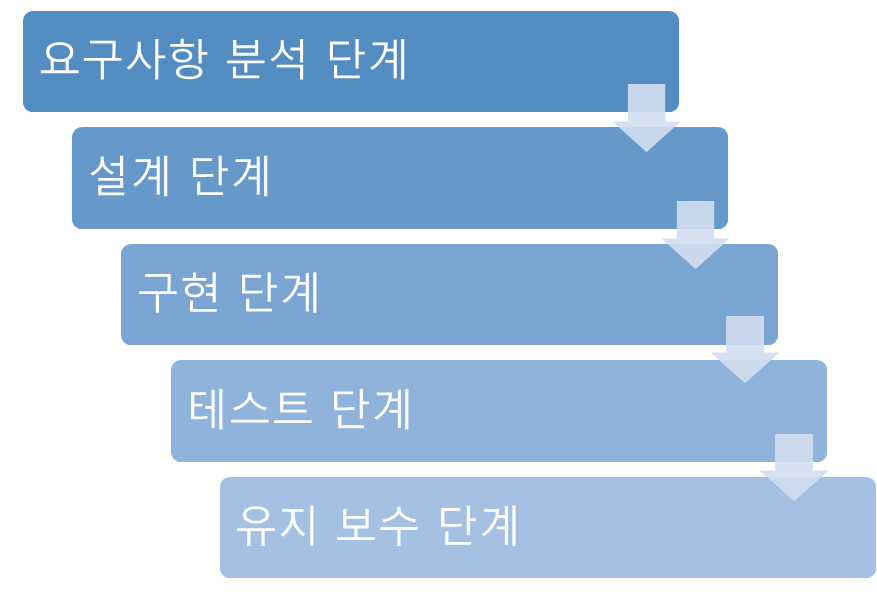 요구사항 분석 단계
설계 단계
구현 단계
테스트 단계
유지 보수 단계